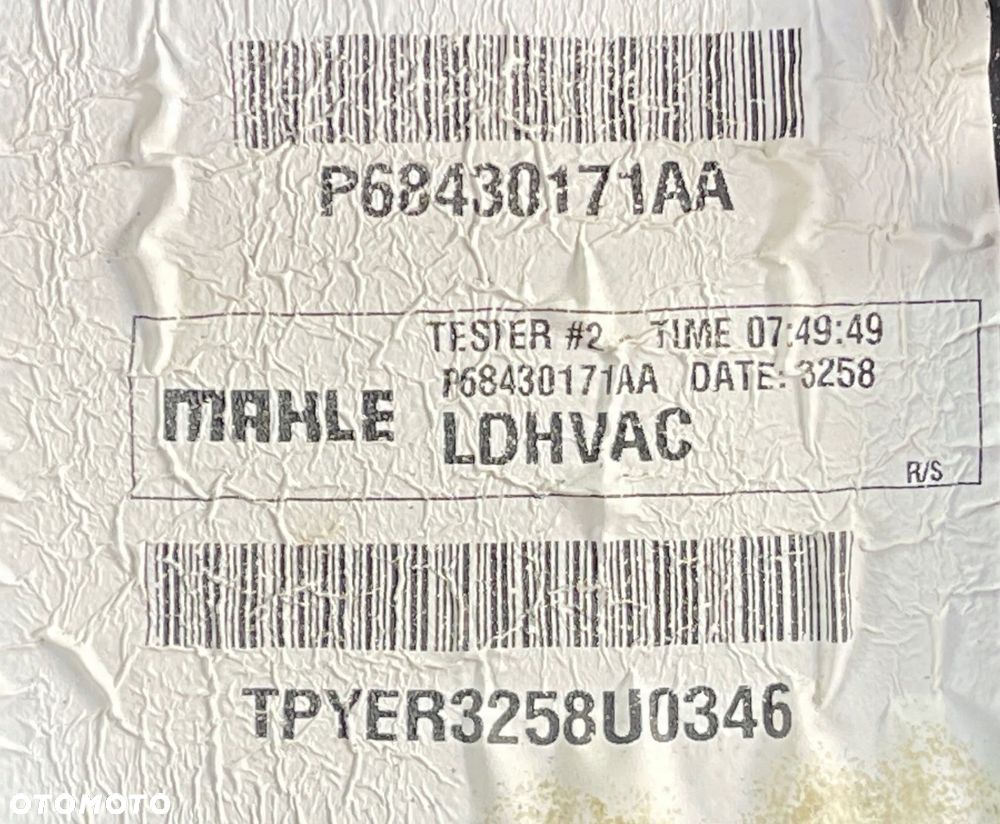 P68430171AA
TESTER #2 TIME 07:49:49
P68430171AA DATE: 3258
MAHLE LDHVAC
R/S
TPYER3258U0346
OTOMOTO